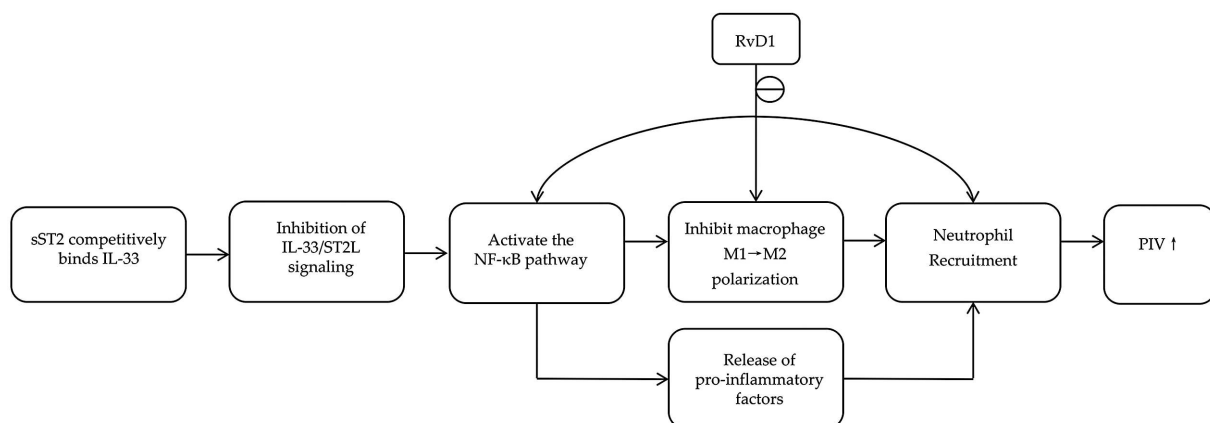 RvD1
sST2 competitively
binds IL-33
Inhibition of
IL-33/ST2L
signaling
Activate the
NF-κB pathway
Inhibit macrophage
M1→M2
polarization
Neutrophil
Recruitment
PIV ↑
Release of
pro-inflammatory
factors